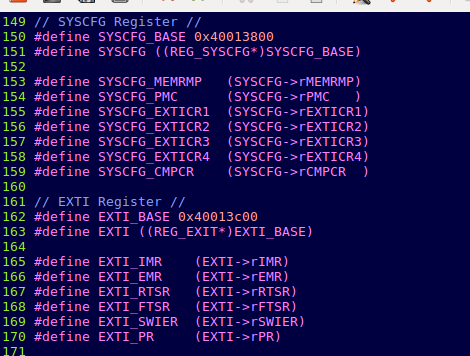 149 // SYSCFG Register //
150 #define SYSCFG_BASE 0x40013800
151 #define SYSCFG ((REG_SYSCFG*)SYSCFG_BASE)
152
153 #define SYSCFG_MEMRMP   (SYSCFG->rMEMRMP)
154 #define SYSCFG_PMC      (SYSCFG->rPMC   )
155 #define SYSCFG_EXTICR1  (SYSCFG->rEXTICR1)
156 #define SYSCFG_EXTICR2  (SYSCFG->rEXTICR2)
157 #define SYSCFG_EXTICR3  (SYSCFG->rEXTICR3)
158 #define SYSCFG_EXTICR4  (SYSCFG->rEXTICR4)
159 #define SYSCFG_CMPCR    (SYSCFG->rCMPCR  )
160
161 // EXTI Register //
162 #define EXTI_BASE 0x40013c00
163 #define EXTI ((REG_EXIT*)EXTI_BASE)
164
165 #define EXTI_IMR    (EXTI->rIMR)
166 #define EXTI_EMR    (EXTI->rEMR)
167 #define EXTI_RTSR   (EXTI->rRTSR)
168 #define EXTI_FTSR   (EXTI->rFTSR)
169 #define EXTI_SWIER  (EXTI->rSWIER)
170 #define EXTI_PR     (EXTI->rPR)
171